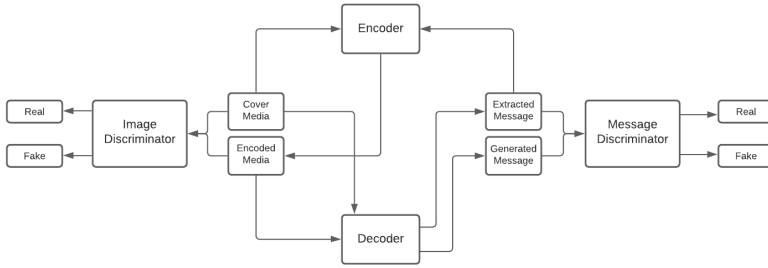 Encoder
Cover
Media
Extracted
Message
Real
Image
Discriminator
Message
Discriminator
Real
Encoded
Media
Generated
Message
Fake
Fake
Decoder